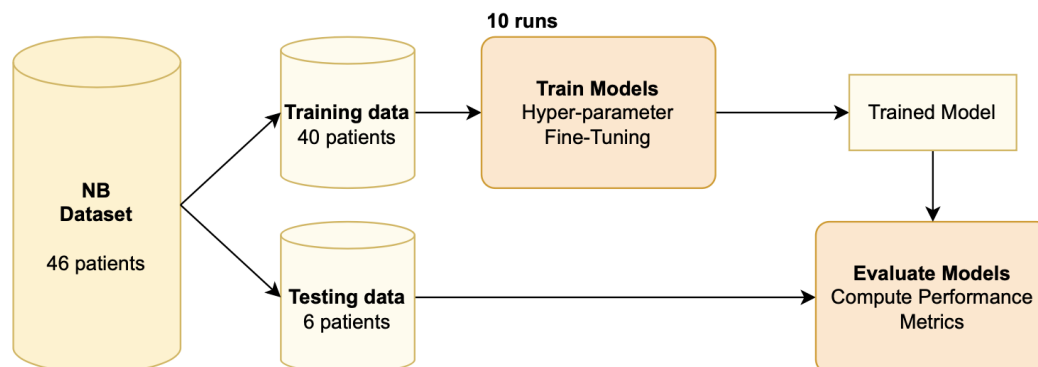 10 runs
NB
Dataset
46 patients
Training data
40 patients
Train Models
Hyper-parameter
Fine-Tuning
Trained Model
Testing data
6 patients
Evaluate Models
Compute Performance
Metrics